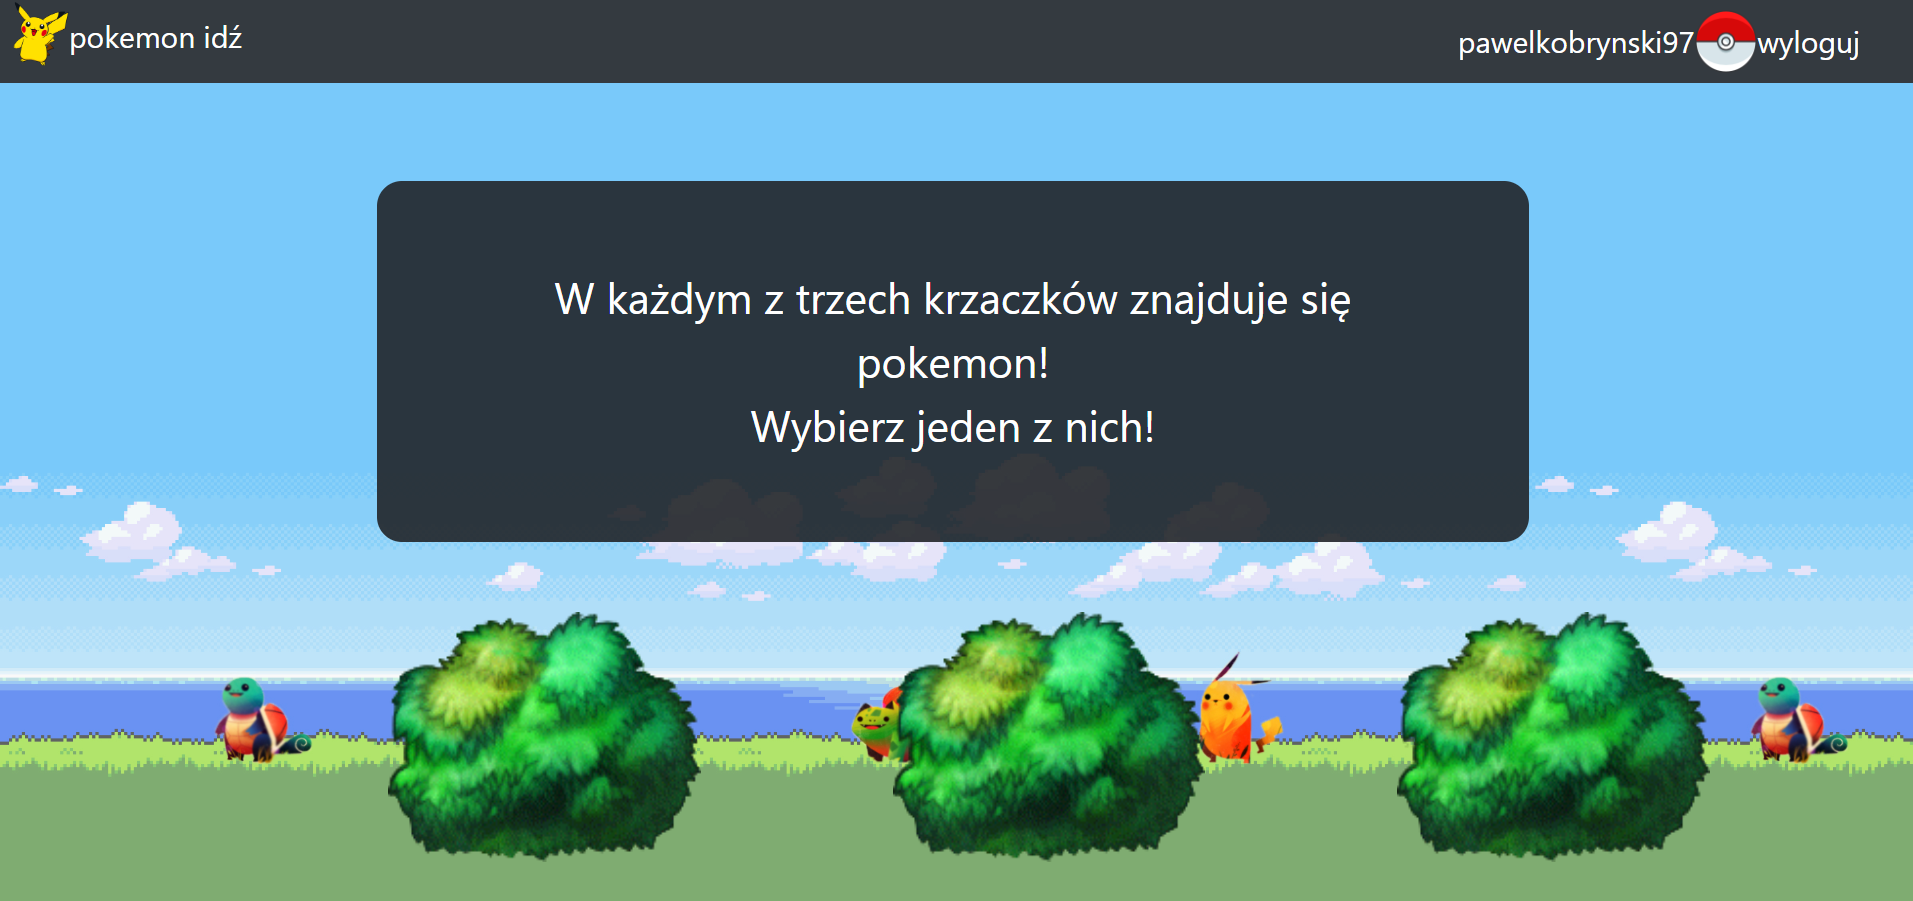 pokemon idź
pawelkobrynski97 wyloguj
W każdym z trzech krzaczków znajduje się
pokemon!
Wybierz jeden z nich!